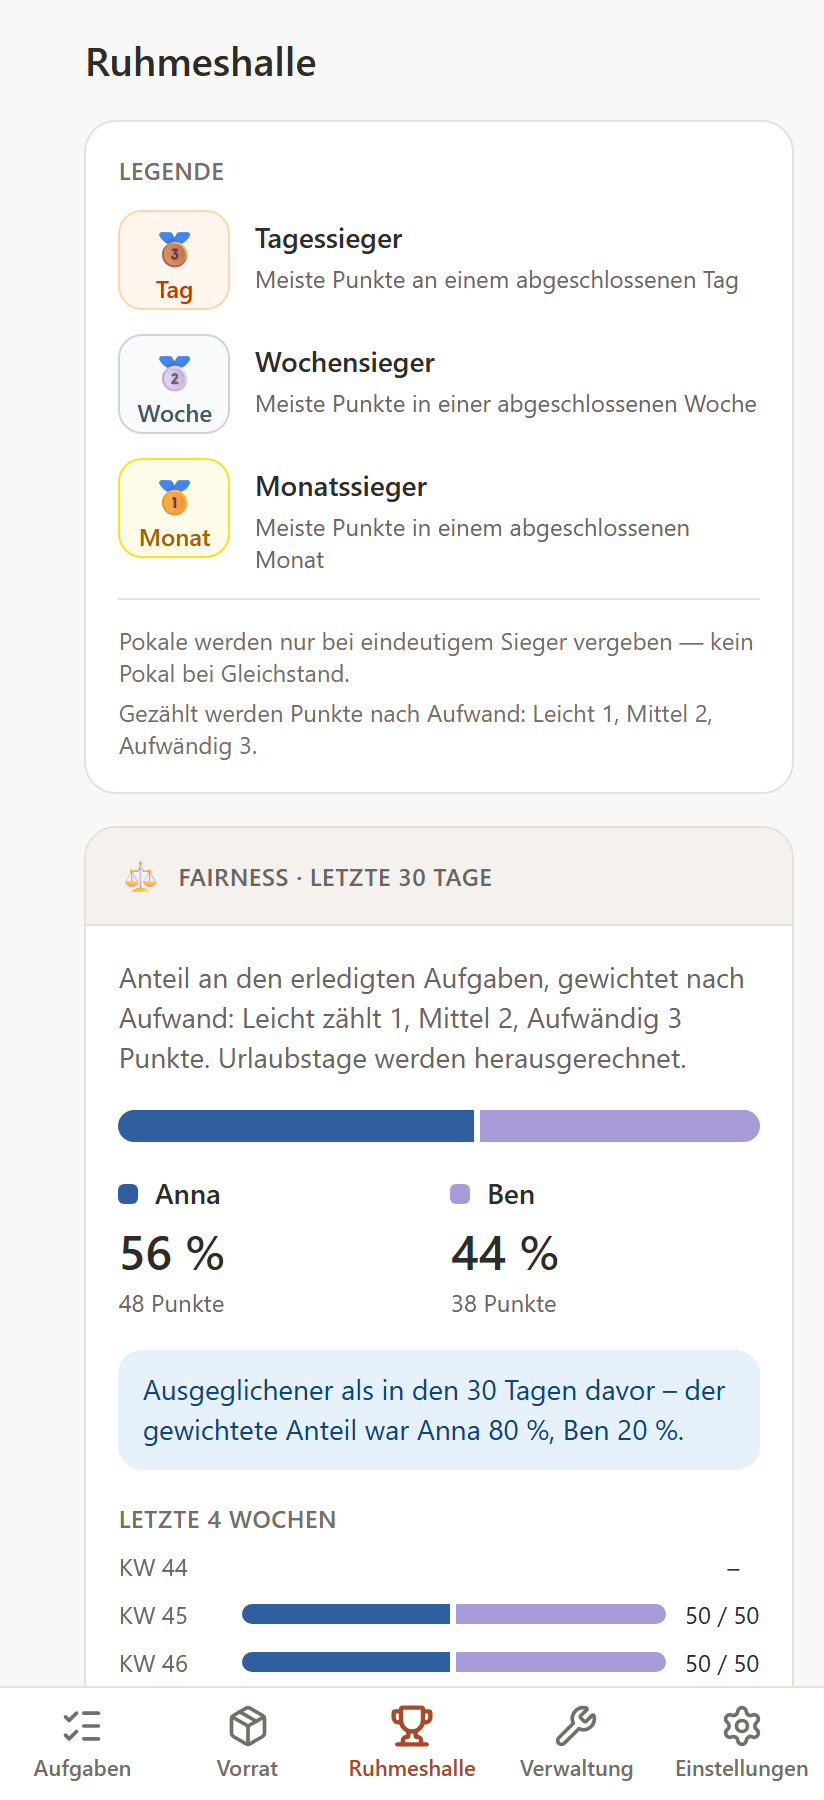 Ruhmeshalle
LEGENDE
3
Tag
Tagessieger
Meiste Punkte an einem abgeschlossenen Tag
2
Woche
Wochensieger
Meiste Punkte in einer abgeschlossenen Woche
1
Monat
Monatssieger
Meiste Punkte in einem abgeschlossenen
Monat
Pokale werden nur bei eindeutigem Sieger vergeben — kein
Pokal bei Gleichstand.
Gezählt werden Punkte nach Aufwand: Leicht 1, Mittel 2,
Aufwändig 3.
FAIRNESS · LETZTE 30 TAGE
Anteil an den erledigten Aufgaben, gewichtet nach
Aufwand: Leicht zählt 1, Mittel 2, Aufwändig 3
Punkte. Urlaubstage werden herausgerechnet.
Anna
56 %
48 Punkte
Ben
44 %
38 Punkte
Ausgeglichener als in den 30 Tagen davor – der
gewichtete Anteil war Anna 80 %, Ben 20 %.
LETZTE 4 WOCHEN
KW 44 –
KW 45 50 / 50
KW 46 50 / 50
Aufgaben
Vorrat
Ruhmeshalle
Verwaltung
Einstellungen